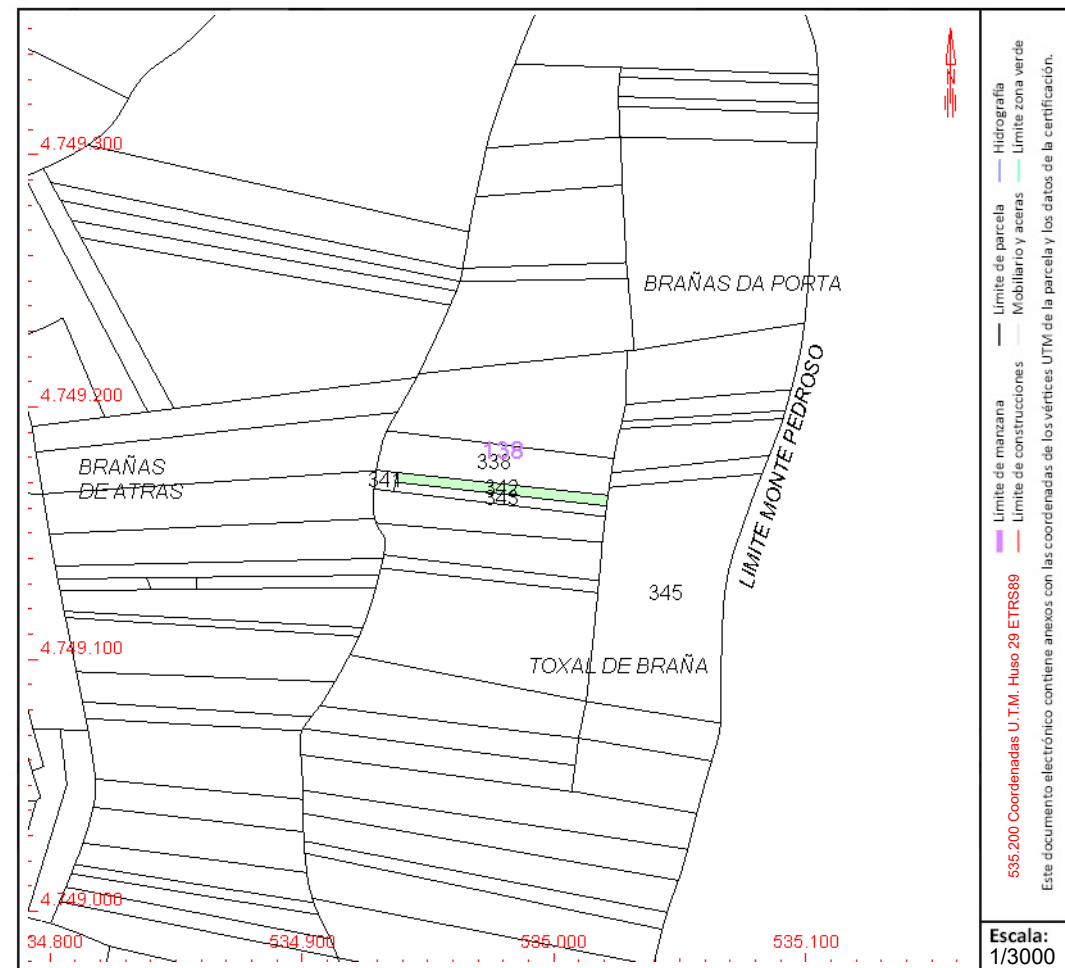 4.749.300
BRAÑAS DA PORTA
4.749.200
LIMITE MONTE PEDROSO
138
338
BRAÑAS
DE ATRAS
341
342
343
345
4.749.100
TOXAL DE BRAÑA
4.749.000
34.800
534.900
535.000
535.100
N
535.200 Coordenadas U.T.M. Huso 29 ETRS89
Límite de manzana
Límite de parcela
Hidrografía
Límite de construcciones
Mobiliario y aceras
Límite zona verde
Este documento electrónico contiene anexos con las coordenadas de los vértices UTM de la parcela y los datos de la certificación.
Escala:
1/3000